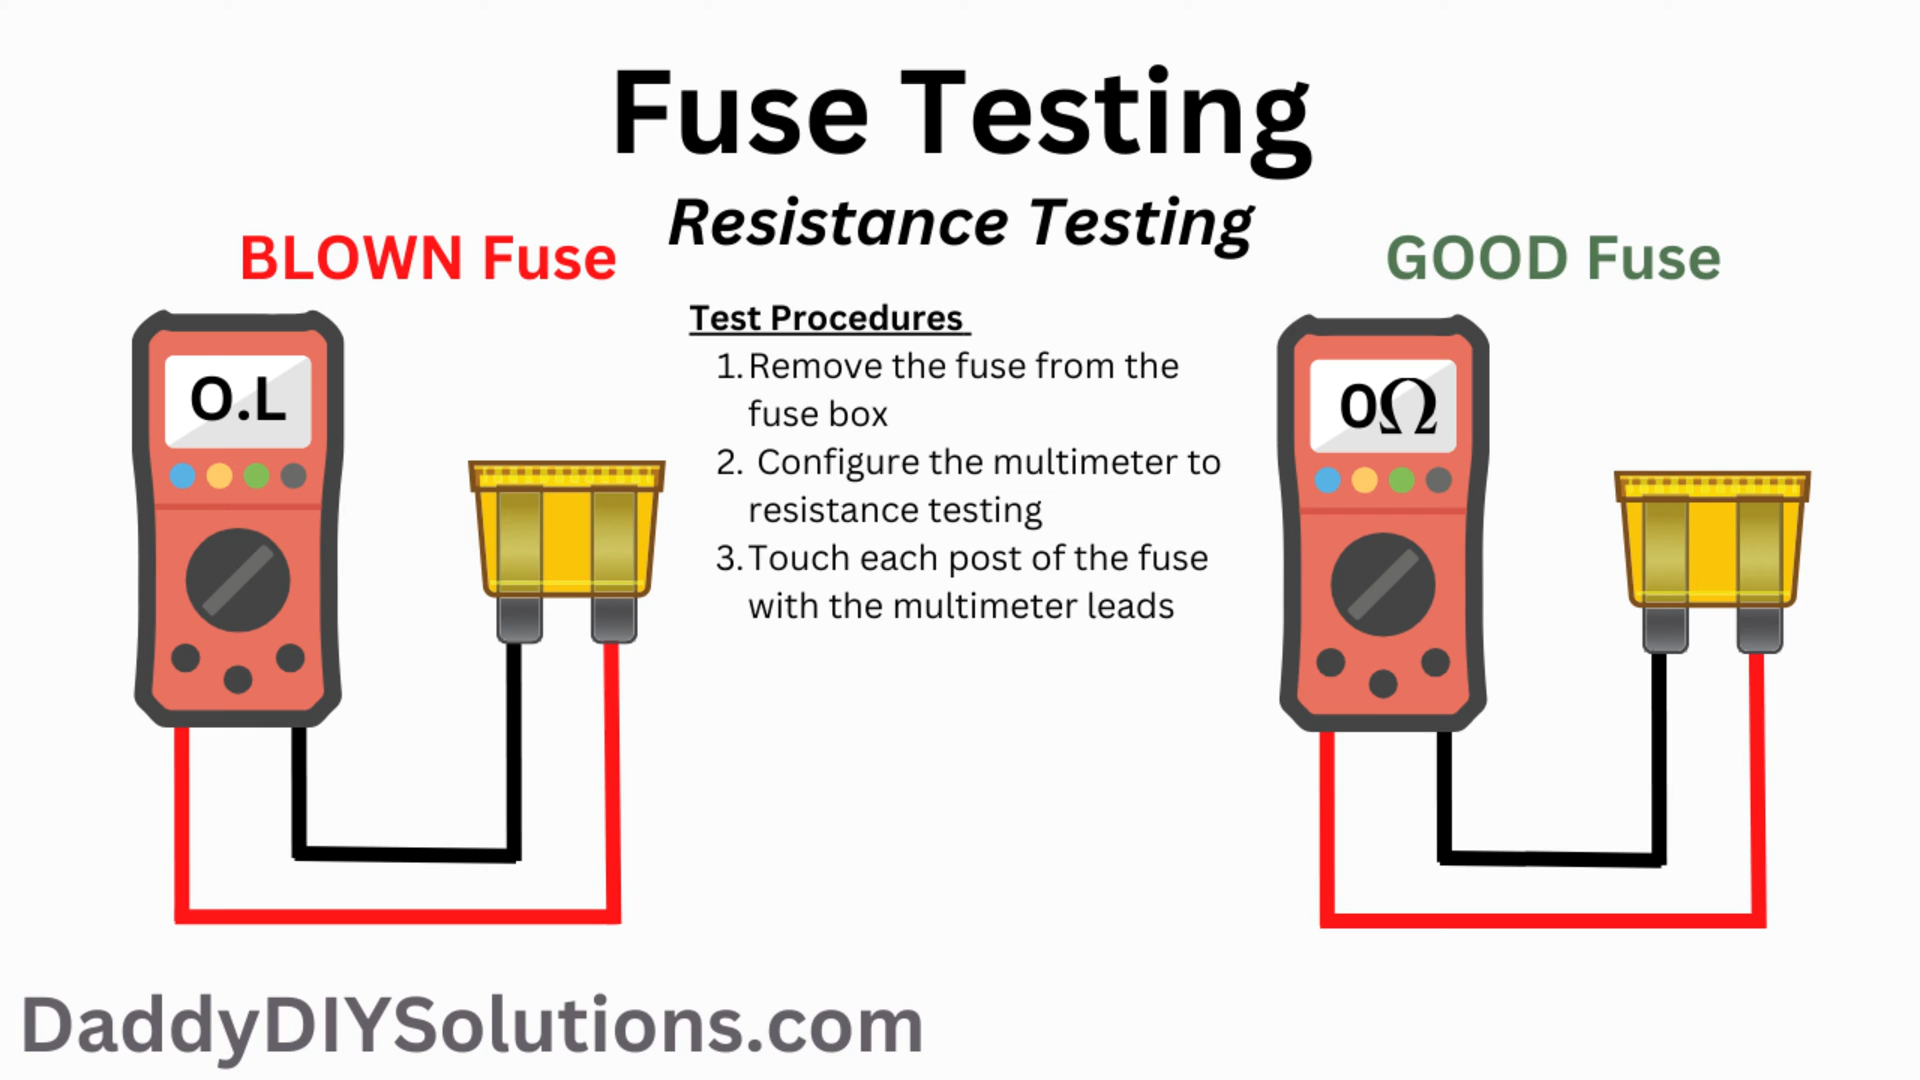 Fuse Testing
Resistance Testing
BLOWN Fuse
GOOD Fuse
Test Procedures
1. Remove the fuse from the
fuse box
2. Configure the multimeter to
resistance testing
3. Touch each post of the fuse
with the multimeter leads
O.L
0Ω
DaddyDIYSolutions.com